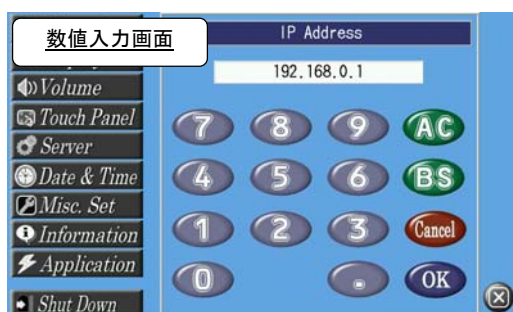 数値入力画面
IP Address
192.168.0.1
Volume
Touch Panel
Server
Date & Time
Misc. Set
Information
Application
Shut Down
7 8 9 AC
4 5 6 BS
1 2 3 Cancel
0 . OK